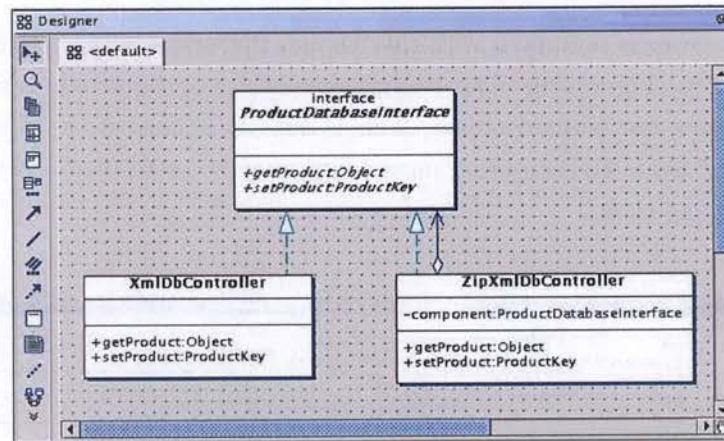 Designer
<default>
interface
ProductDatabaseInterface
+getProduct:Object
+setProduct:ProductKey
XmlDbController
+getProduct:Object
+setProduct:ProductKey
ZipXmlDbController
-component:ProductDatabaseInterface
+getProduct:Object
+setProduct:ProductKey